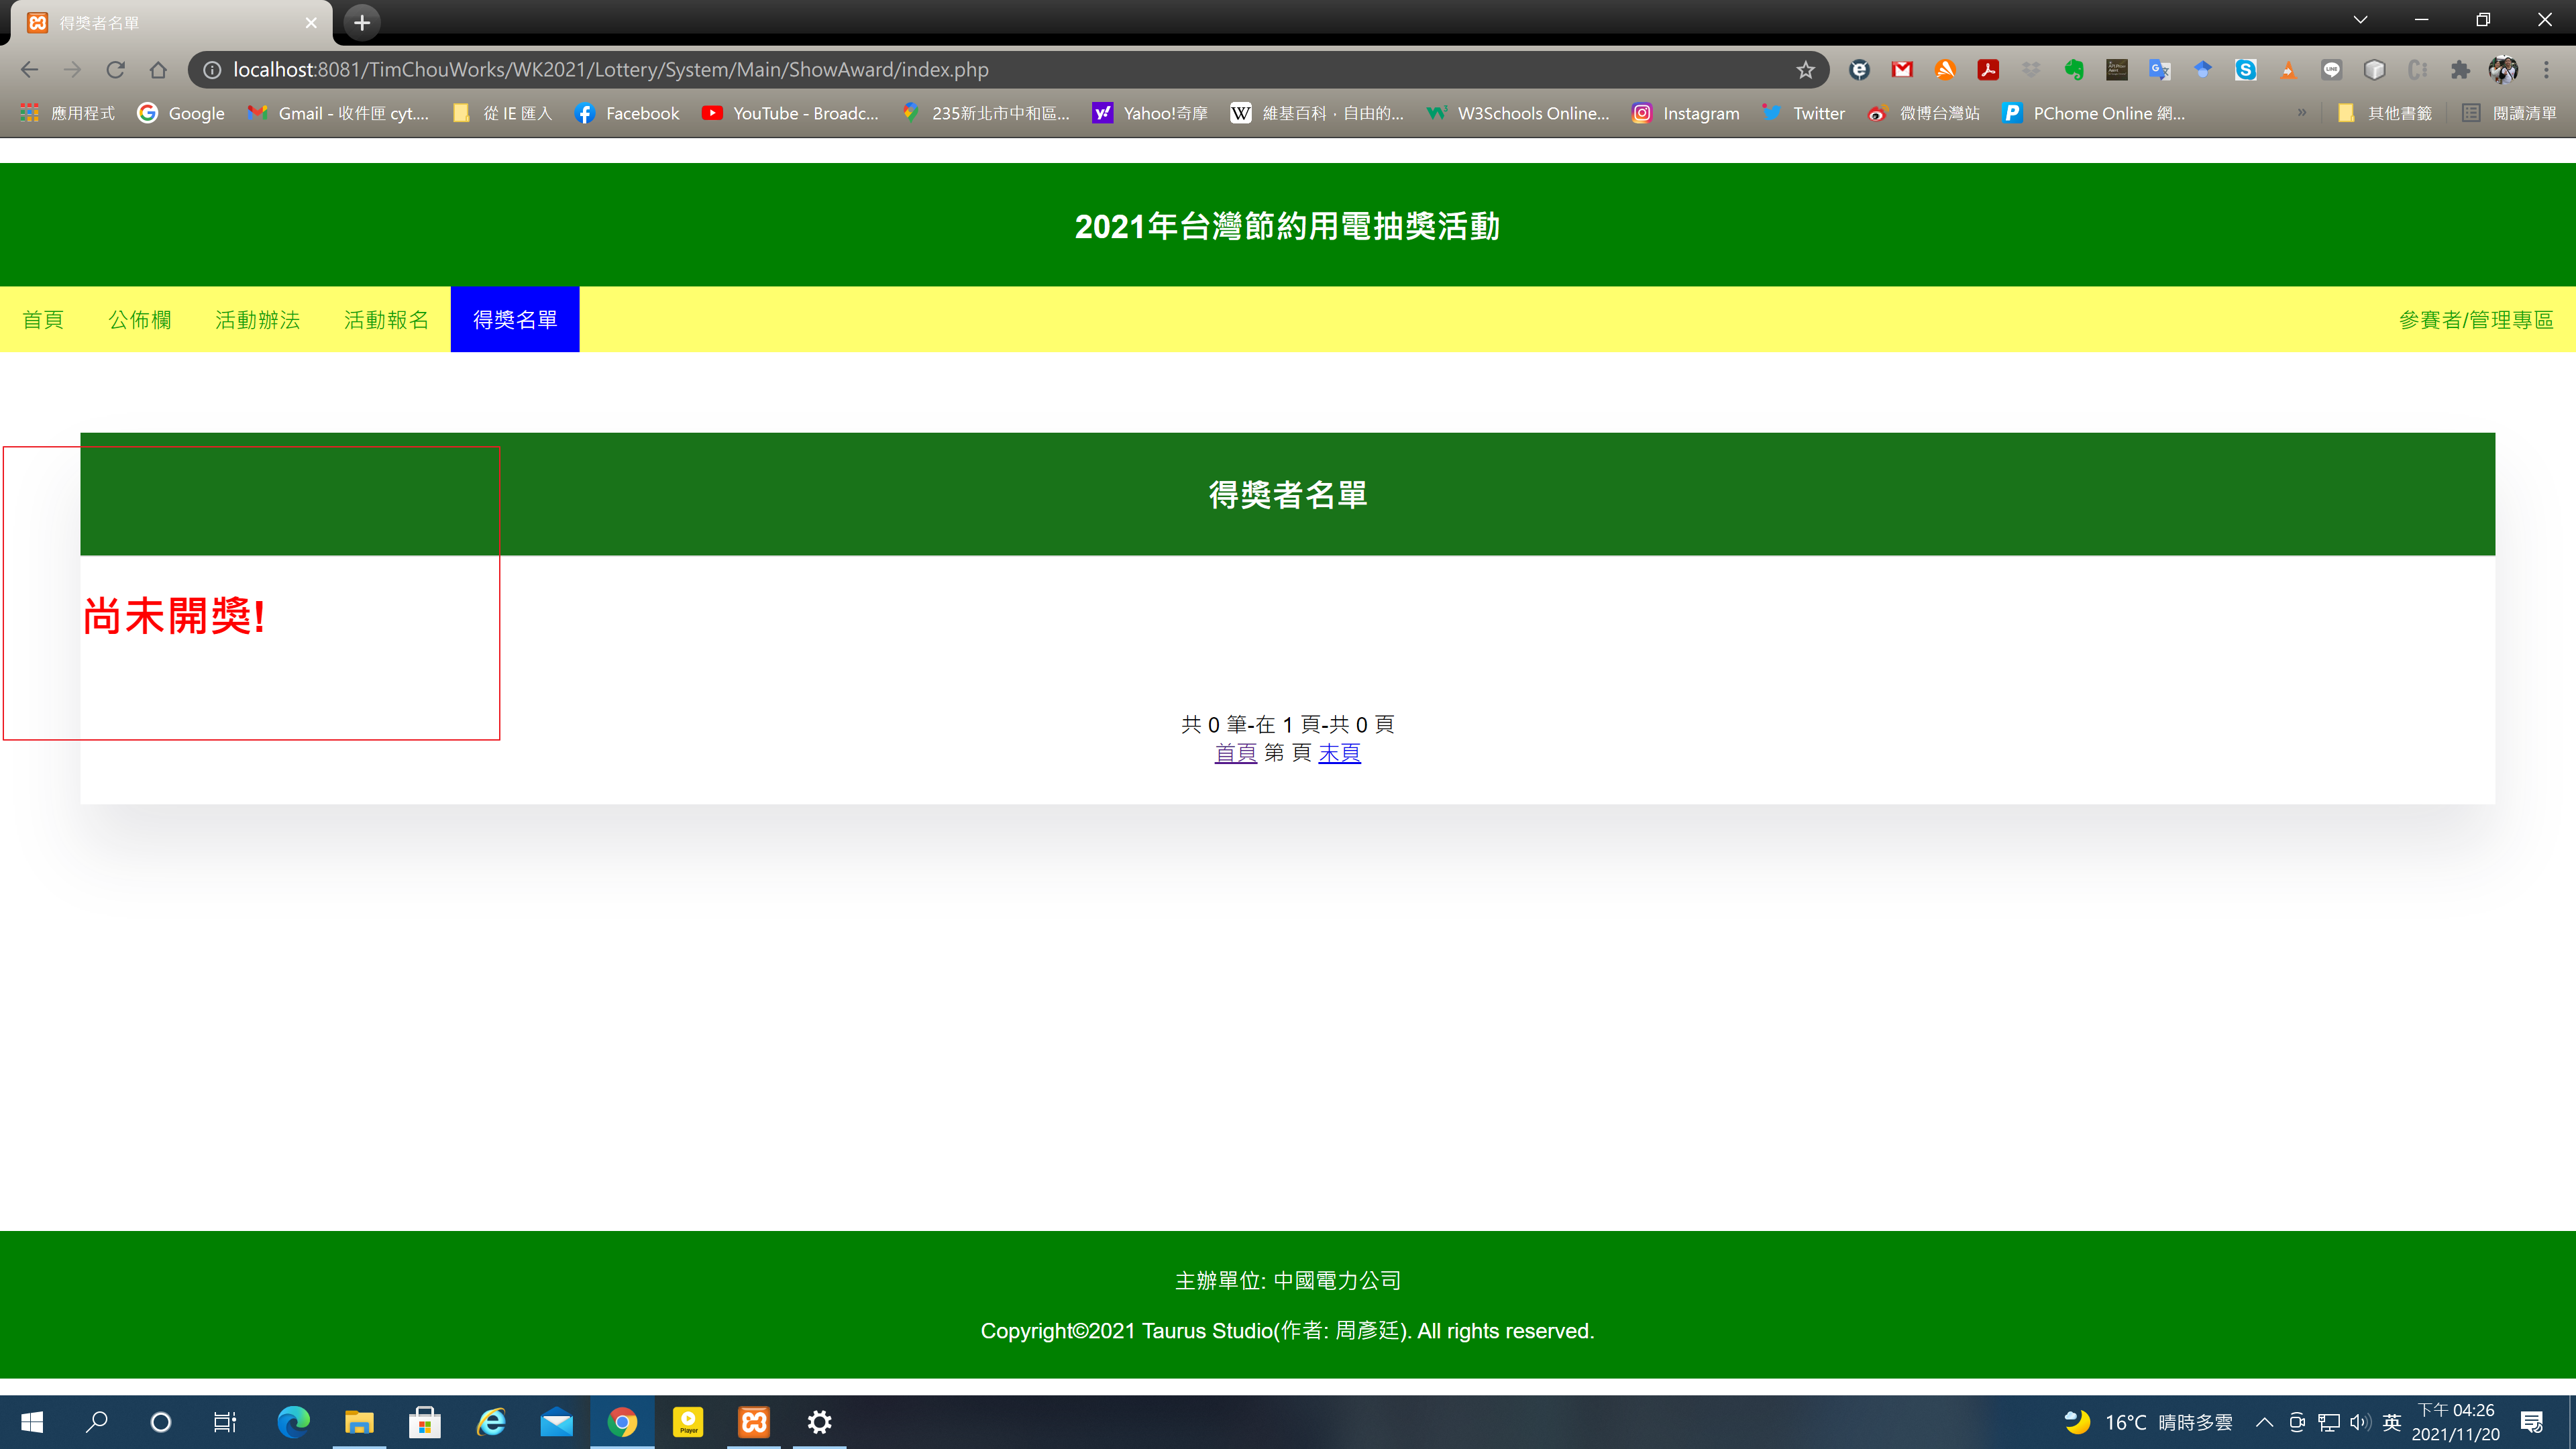 得獎者名單
localhost:8081/TimChouWorks/WK2021/Lottery/System/Main/ShowAward/index.php
應用程式 Google Gmail - 收件匣 cyt.... 從 IE 匯入 Facebook YouTube - Broadc... 235新北市中和區... Yahoo!奇摩 維基百科，自由的... W3Schools Online... Instagram Twitter 微博台灣站 PChome Online 網... » 其他書籤 閱讀清單
2021年台灣節約用電抽獎活動
首頁 公佈欄 活動辦法 活動報名 得獎名單 參賽者/管理專區
得獎者名單
尚未開獎!
共 0 筆-在 1 頁-共 0 頁
首頁 第 頁 末頁
主辦單位: 中國電力公司
Copyright©2021 Taurus Studio(作者: 周彥廷). All rights reserved.
Player
16°C 晴時多雲 英 下午 04:26
2021/11/20